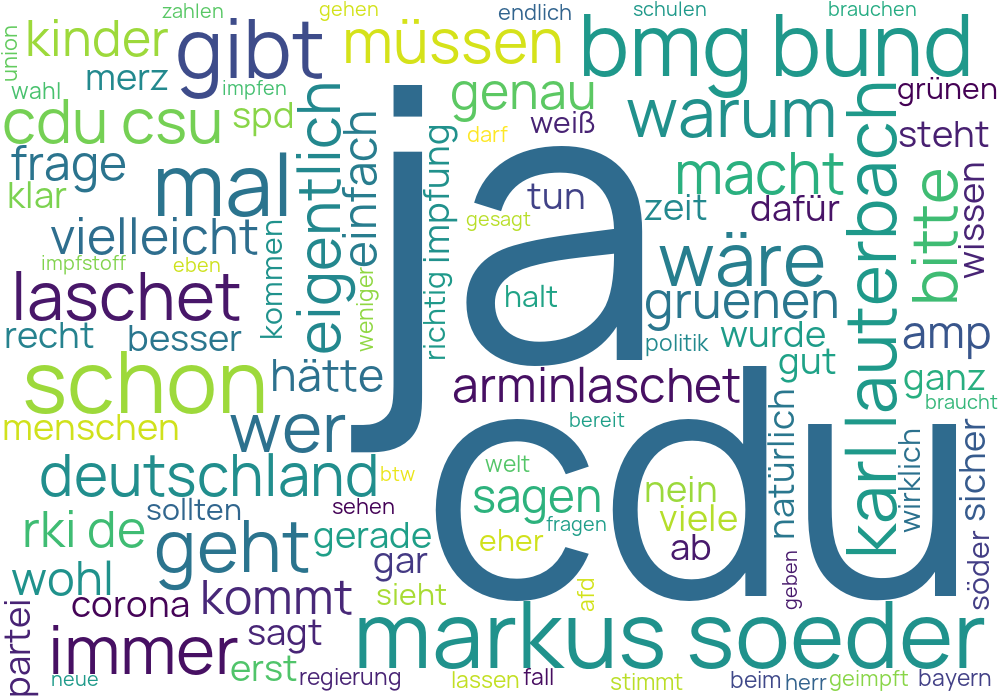 zahlen
gehen
endlich
schulen
brauchen
union
kinder
gibt
müssen
bmg bund
merz
impfen
wahl
cdu csu
spd
genau
weiß
warum
grünen
steht
frage
klar
mal
eigentlich
einfach
ja
darf
richtig impfung
tun
gesagt
macht
zeit
dafür
karl lauterbach
bitte
wissen
vielleicht
impfstoff
eben
kommen
weniger
wäre
laschet
halt
gruenen
recht
besser
politik
wurde
amp
gut
schon
hätte
arminlaschet
ganz
braucht
menschen
wer
bereit
cdu
natürlich
wirklich
söder sicher
deutschland
btw
welt
sagen
nein
viele
fragen
rki de
sollten
sehen
geht
gerade
eher
ab
wohl
gar
kommt
sieht
afd
geben
corona
partei
immer
sagt
markus soeder
erst
neue
regierung
lassen
fall
stimmt
beim
herr
geimpft
bayern